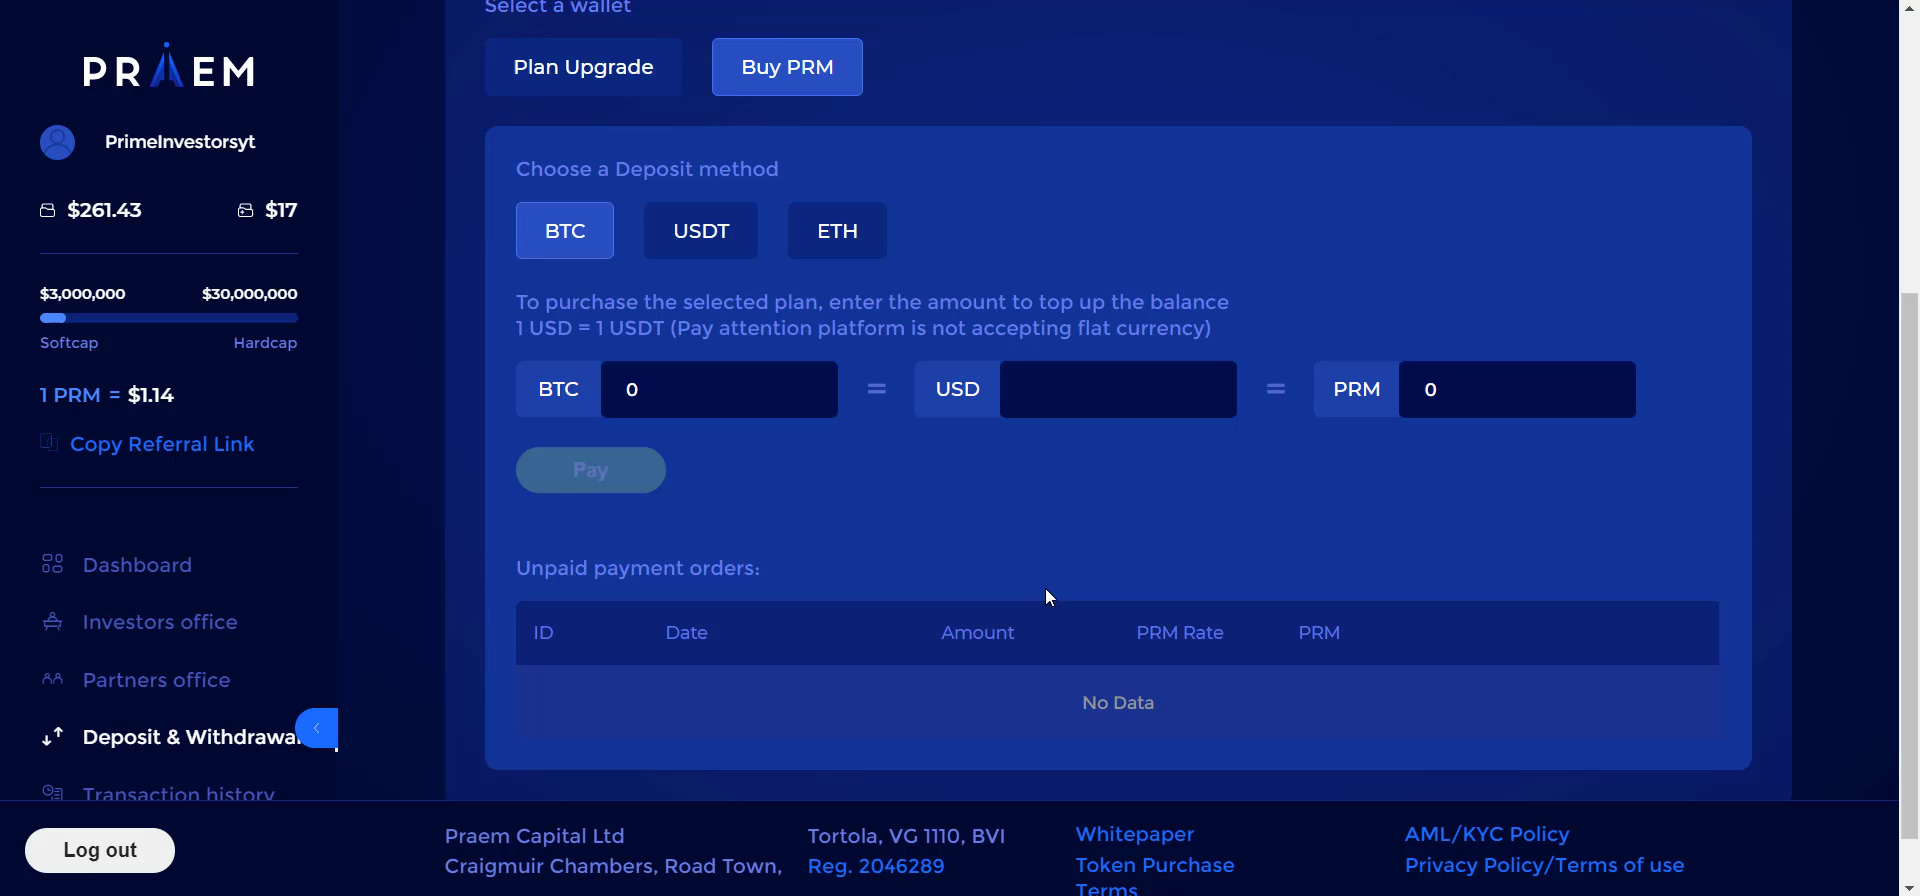 PRAEM
PrimeInvestorsyt
$261.43 $17
$3,000,000 $30,000,000
Softcap Hardcap
1 PRM = $1.14
Copy Referral Link
Dashboard
Investors office
Partners office
Deposit & Withdrawal
Transaction history
Log out
Select a wallet
Plan Upgrade Buy PRM
Choose a Deposit method
BTC USDT ETH
To purchase the selected plan, enter the amount to top up the balance
1 USD = 1 USDT (Pay attention platform is not accepting flat currency)
BTC 0 = USD = PRM 0
Pay
Unpaid payment orders:
ID Date Amount PRM Rate PRM
No Data
Praem Capital Ltd
Craigmuir Chambers, Road Town,
Tortola, VG 1110, BVI
Reg. 2046289
Whitepaper
Token Purchase
Terms
AML/KYC Policy
Privacy Policy/Terms of use